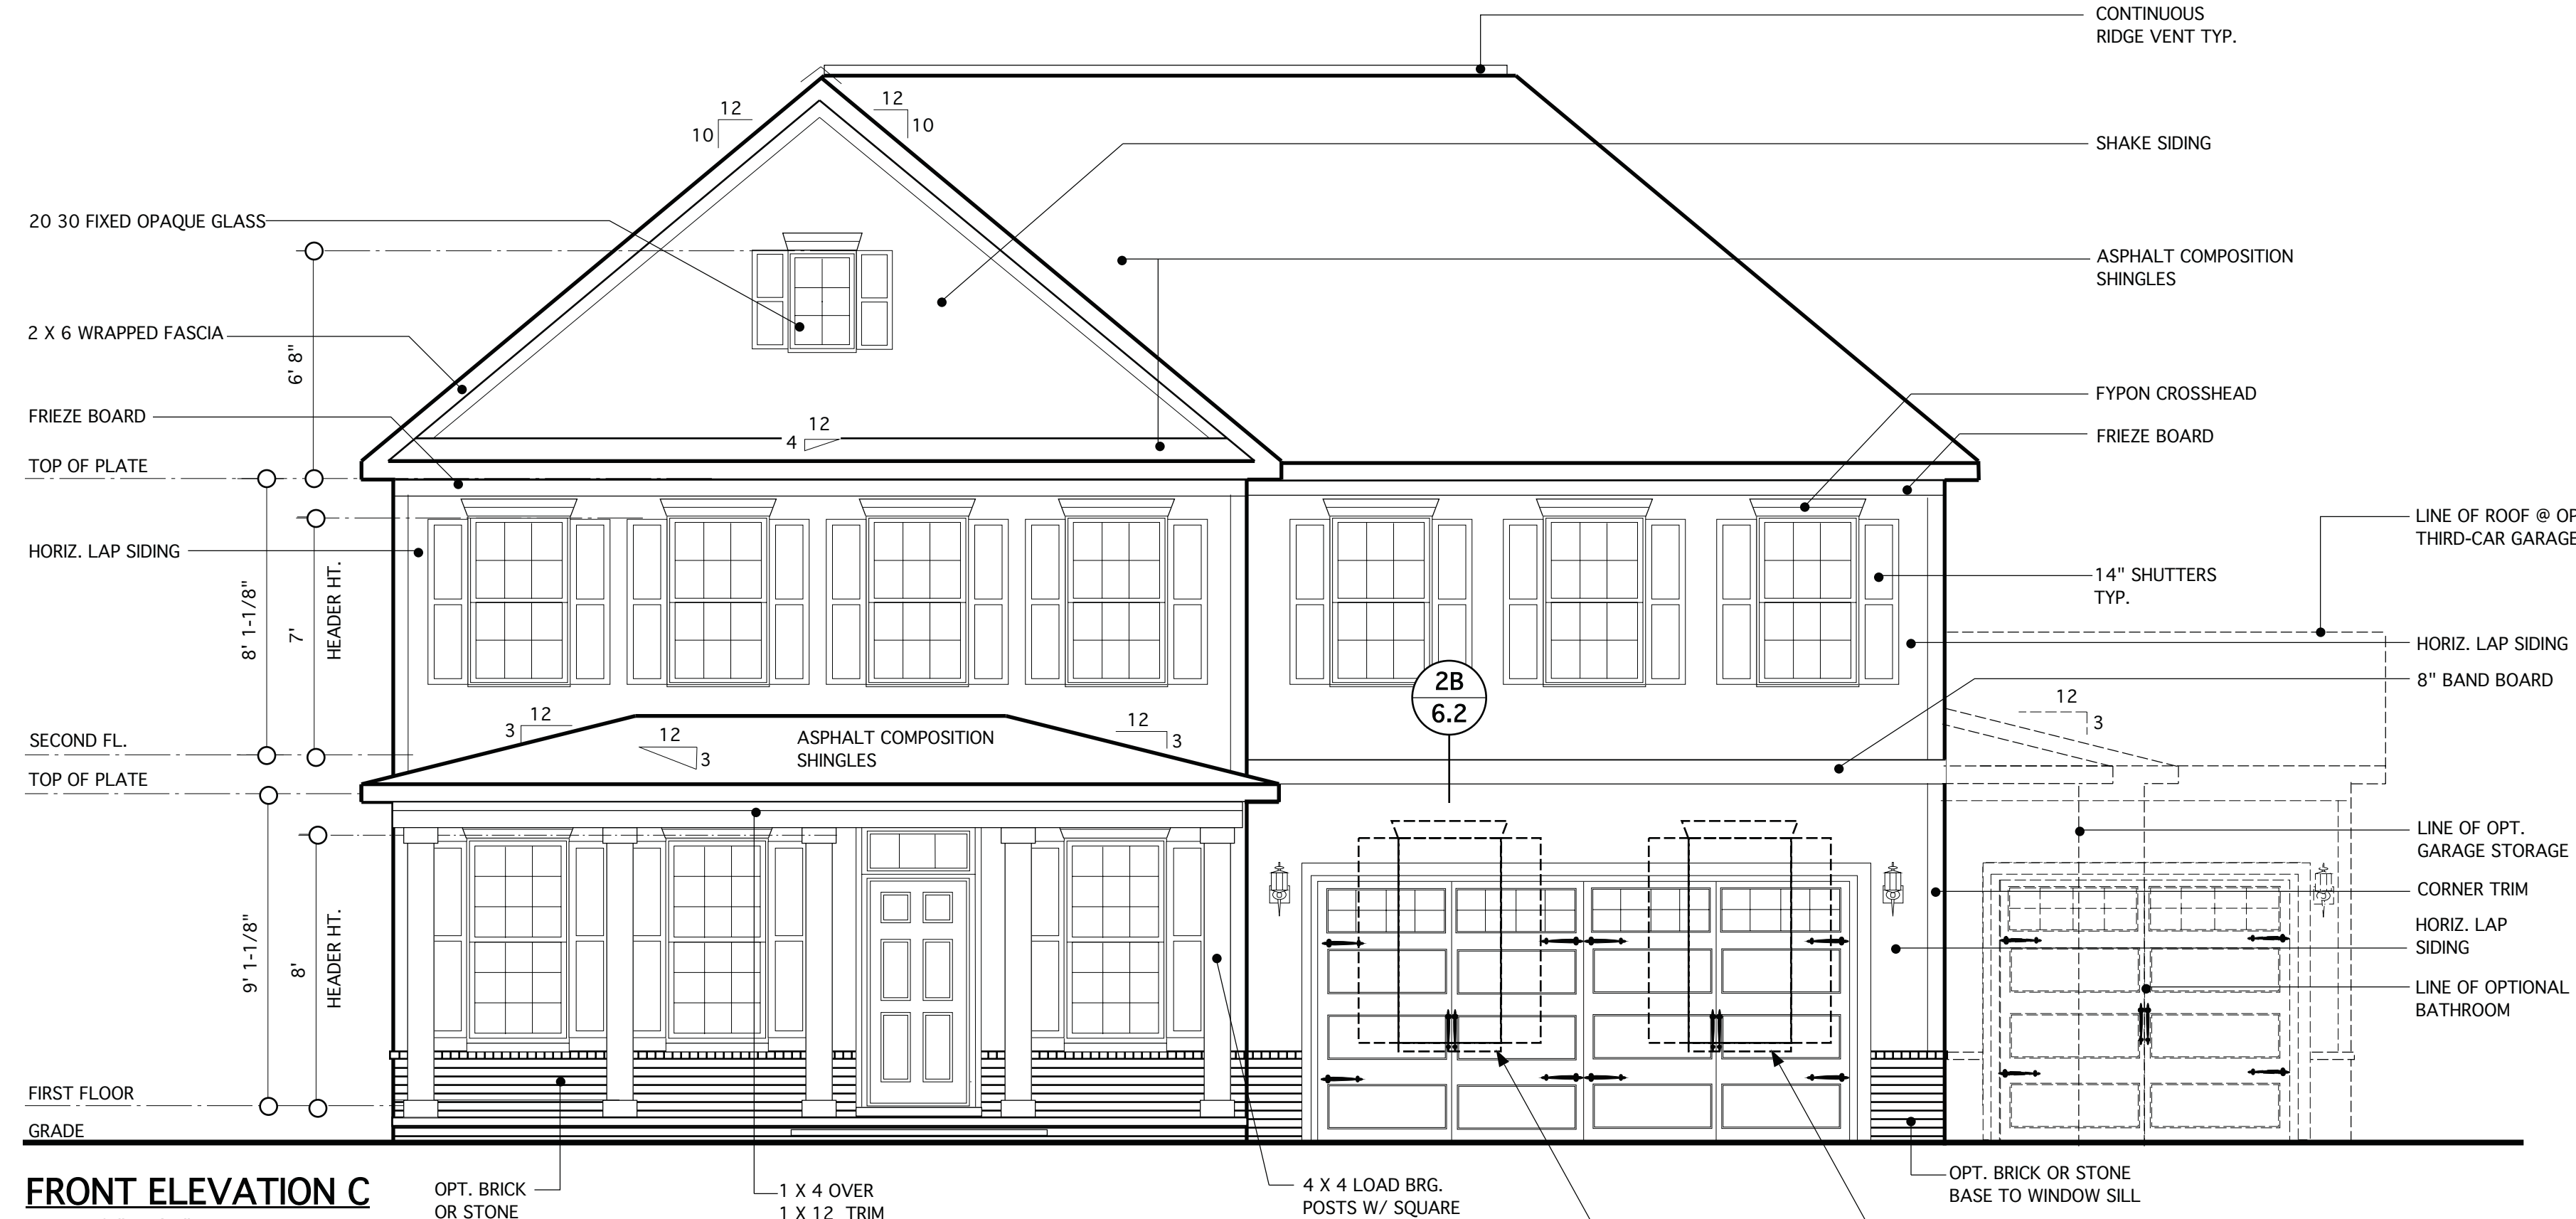 CONTINUOUS
RIDGE VENT TYP.
12
10
12
10
SHAKE SIDING
20 30 FIXED OPAQUE GLASS
ASPHALT COMPOSITION
SHINGLES
2 X 6 WRAPPED FASCIA
6' 8"
FYPON CROSSHEAD
FRIEZE BOARD
12
4
FRIEZE BOARD
TOP OF PLATE
LINE OF ROOF @ OP
THIRD-CAR GARAGE
HORIZ. LAP SIDING
14" SHUTTERS
TYP.
8' 1-1/8"
7'
HEADER HT.
HORIZ. LAP SIDING
2B
6.2
8" BAND BOARD
12
3
12
3
12
3
ASPHALT COMPOSITION
SHINGLES
12
3
SECOND FL.
TOP OF PLATE
LINE OF OPT.
GARAGE STORAGE
CORNER TRIM
HORIZ. LAP
SIDING
9' 1-1/8"
8'
HEADER HT.
LINE OF OPTIONAL
BATHROOM
FIRST FLOOR
GRADE
FRONT ELEVATION C
OPT. BRICK
OR STONE
1 X 4 OVER
1 X 12 TRIM
4 X 4 LOAD BRG.
POSTS W/ SQUARE
OPT. BRICK OR STONE
BASE TO WINDOW SILL